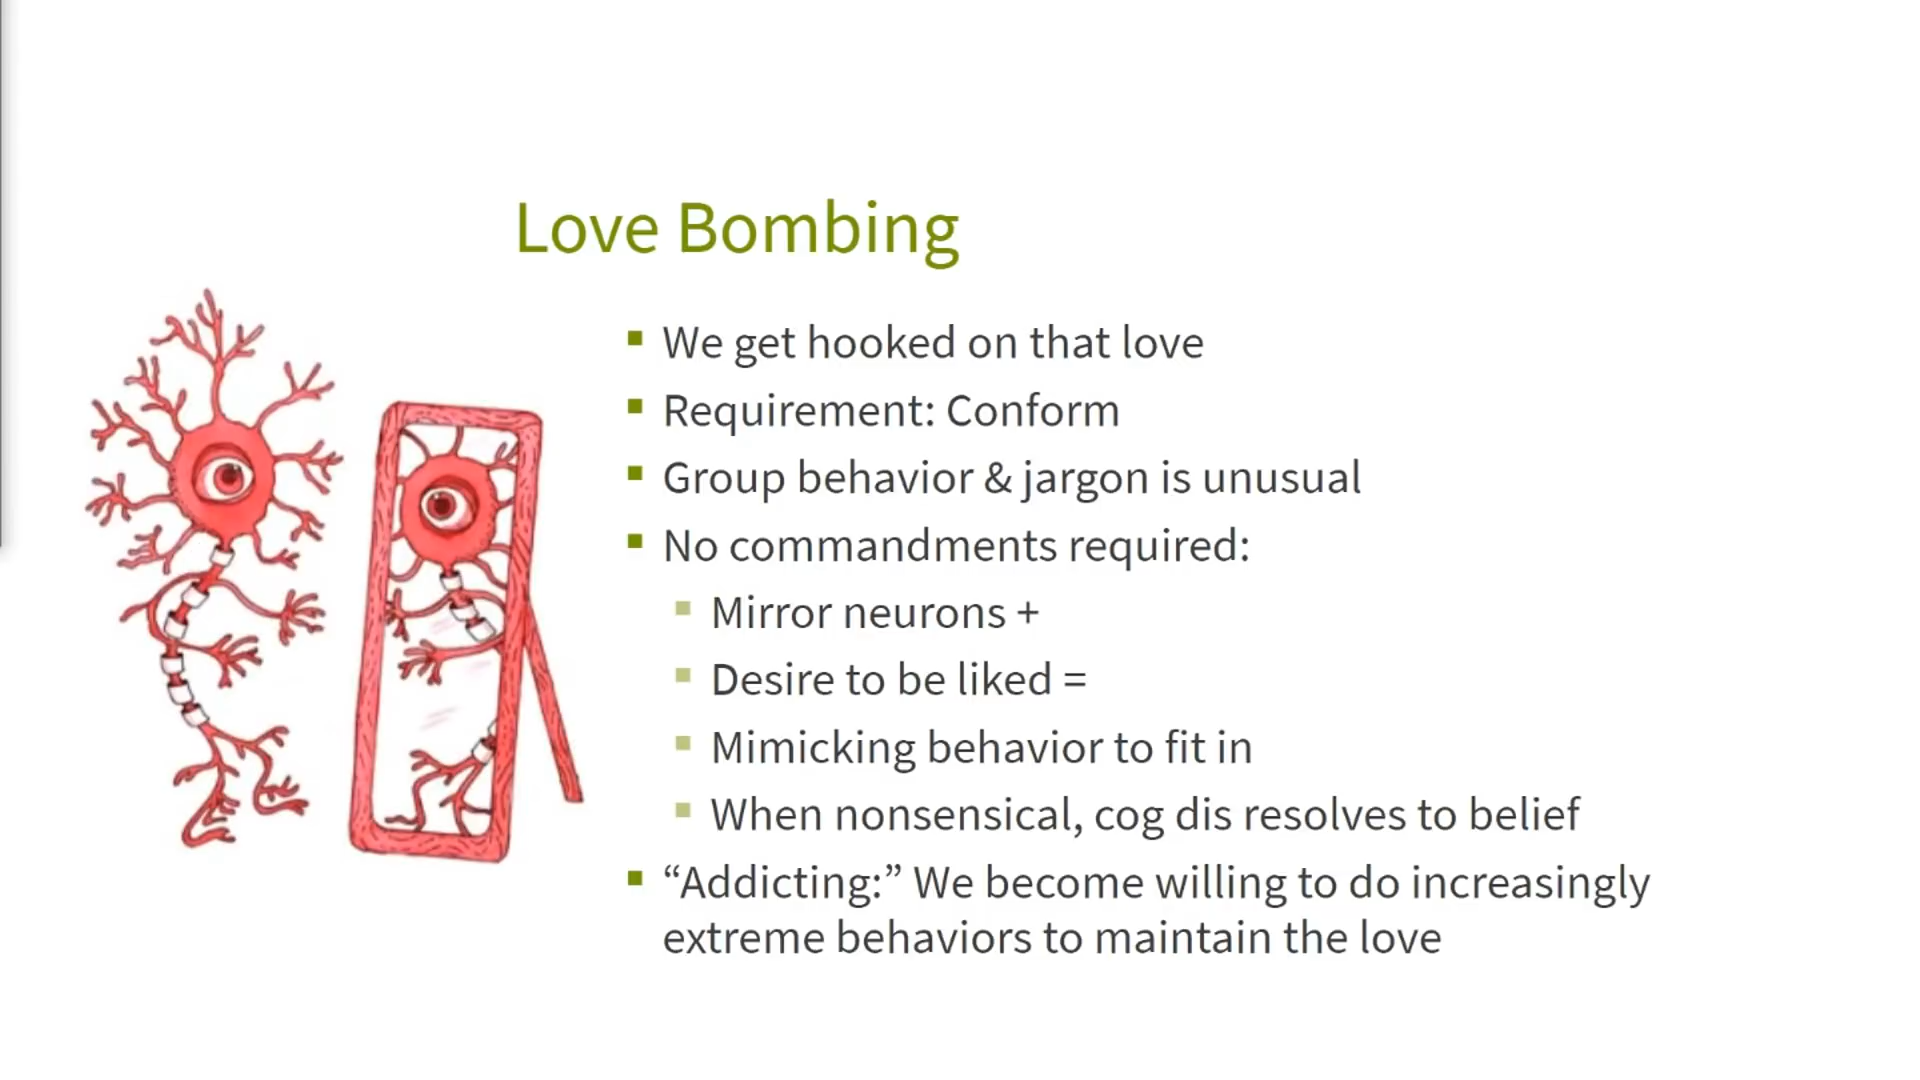 Love Bombing
We get hooked on that love
Requirement: Conform
Group behavior & jargon is unusual
No commandments required:
Mirror neurons +
Desire to be liked =
Mimicking behavior to fit in
When nonsensical, cog dis resolves to belief
“Addicting:” We become willing to do increasingly
extreme behaviors to maintain the love